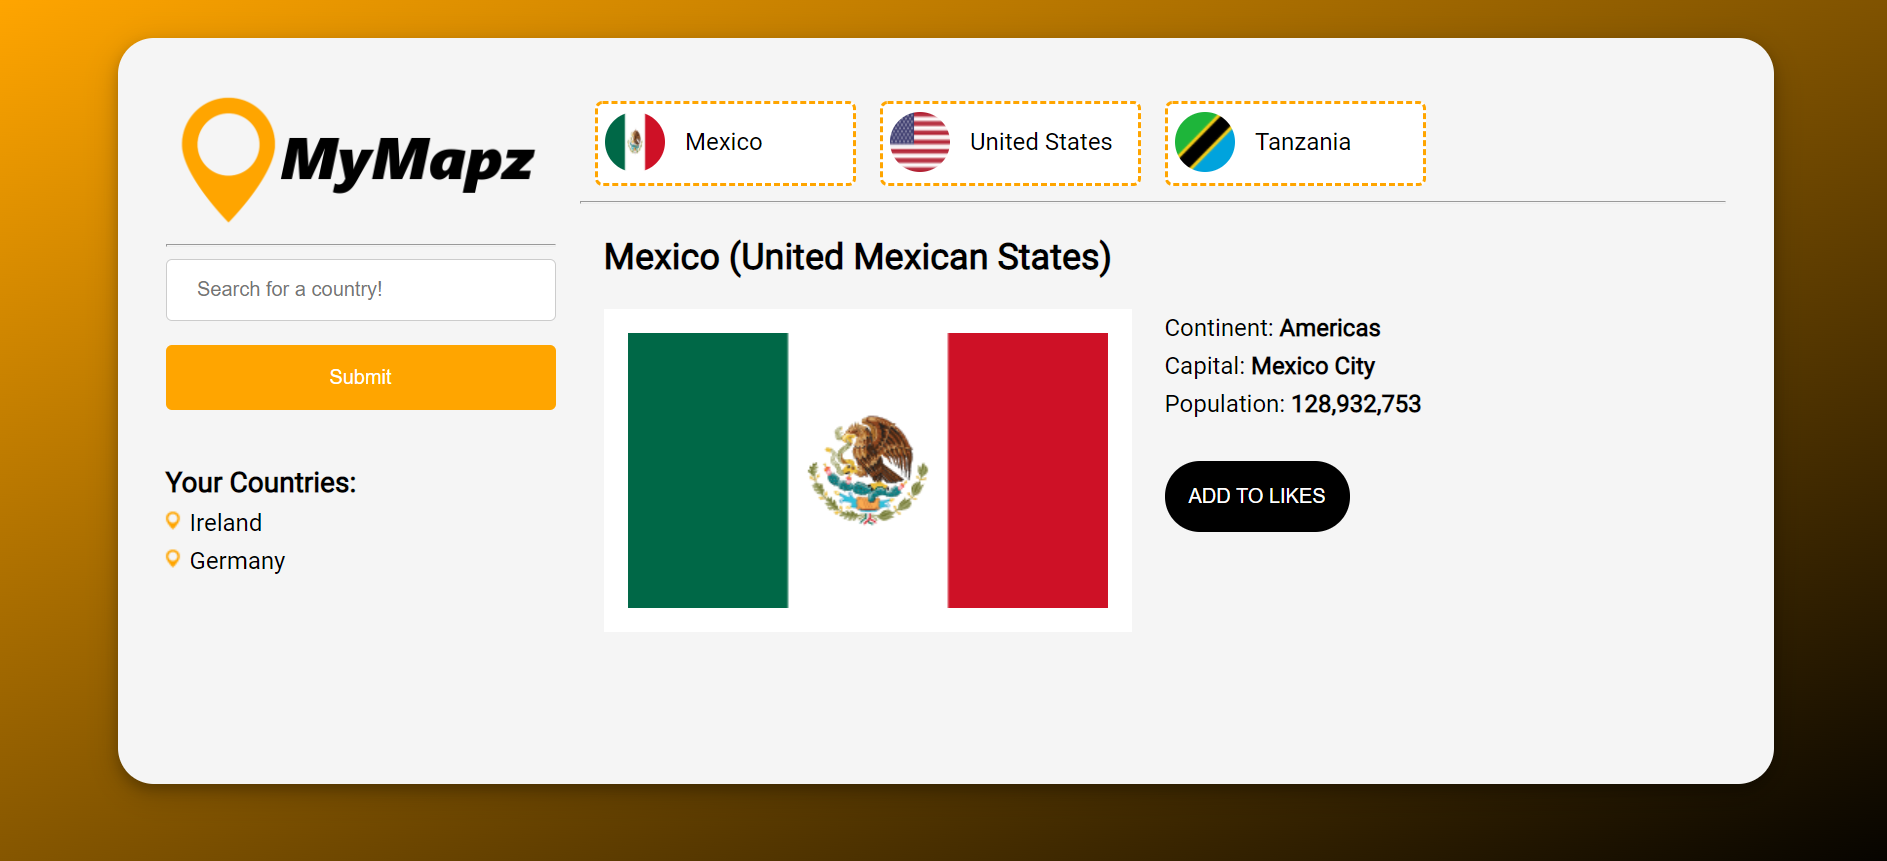 MyMapz
Search for a country!
Submit
Your Countries:
Ireland
Germany
Mexico
United States
Tanzania
Mexico (United Mexican States)
Continent: Americas
Capital: Mexico City
Population: 128,932,753
ADD TO LIKES